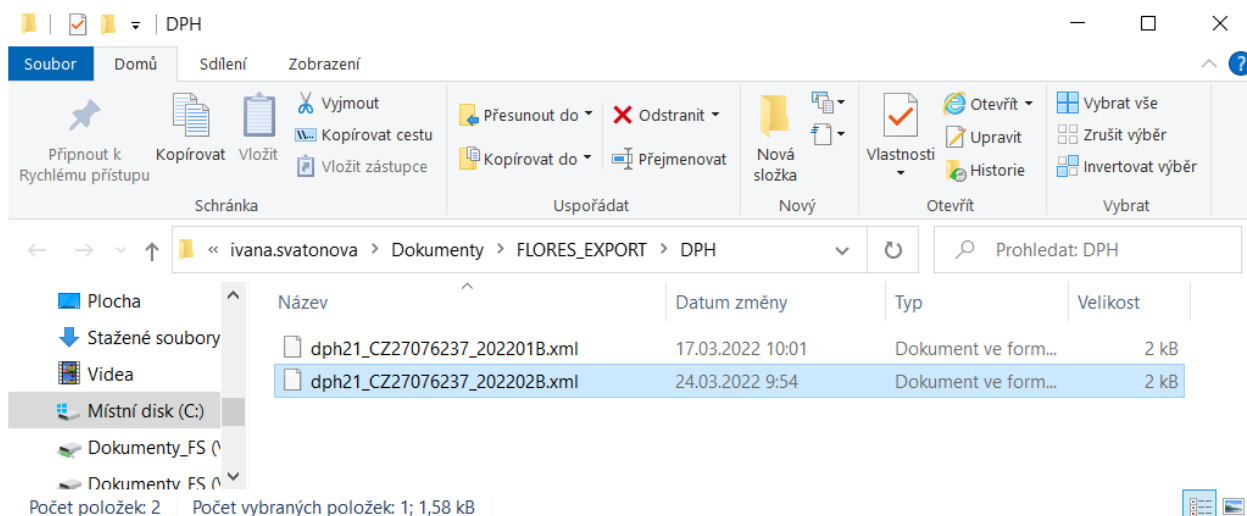 DPH
Soubor Domů Sdílení Zobrazení
Připnout k Rychlému přístupu
Kopírovat
Vložit
Vyjmout
Kopírovat cestu
Vložit zástupce
Schránka
Přesunout do
Kopírovat do
Odstranit
Přejmenovat
Uspořádat
Nová složka
Nový
Vlastnosti
Otevřít
Upravit
Historie
Otevřít
Vybrat vše
Zrušit výběr
Invertovat výběr
Vybrat
« ivana.svatonova > Dokumenty > FLORES_EXPORT > DPH
Prohledat: DPH
Plocha
Stažené soubory
Videa
Místní disk (C:)
Dokumenty_FS (\
Dokumenty_FS (\
Název Datum změny Typ Velikost
dph21_CZ27076237_202201B.xml 17.03.2022 10:01 Dokument ve form... 2 kB
dph21_CZ27076237_202202B.xml 24.03.2022 9:54 Dokument ve form... 2 kB
Počet položek: 2 Počet vybraných položek: 1; 1,58 kB